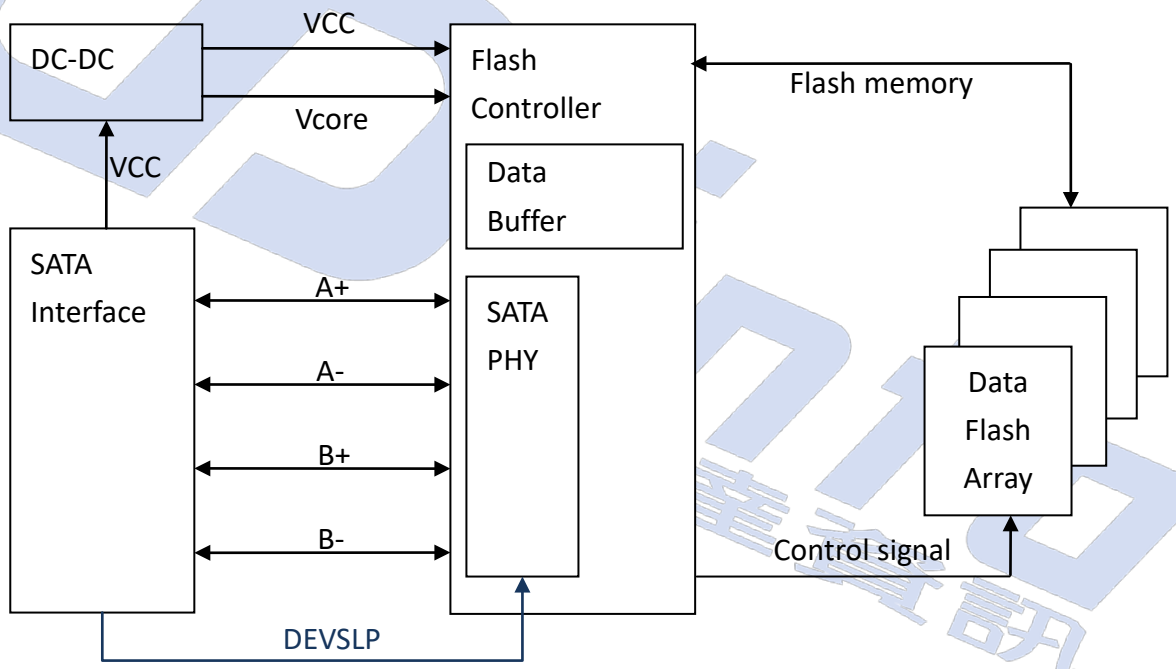 VCC
DC-DC
Vcore
VCC
Flash
Controller
Flash memory
Data
Buffer
SATA
Interface
A+
A-
B+
B-
SATA
PHY
Data
Flash
Array
Control signal
DEVSLP